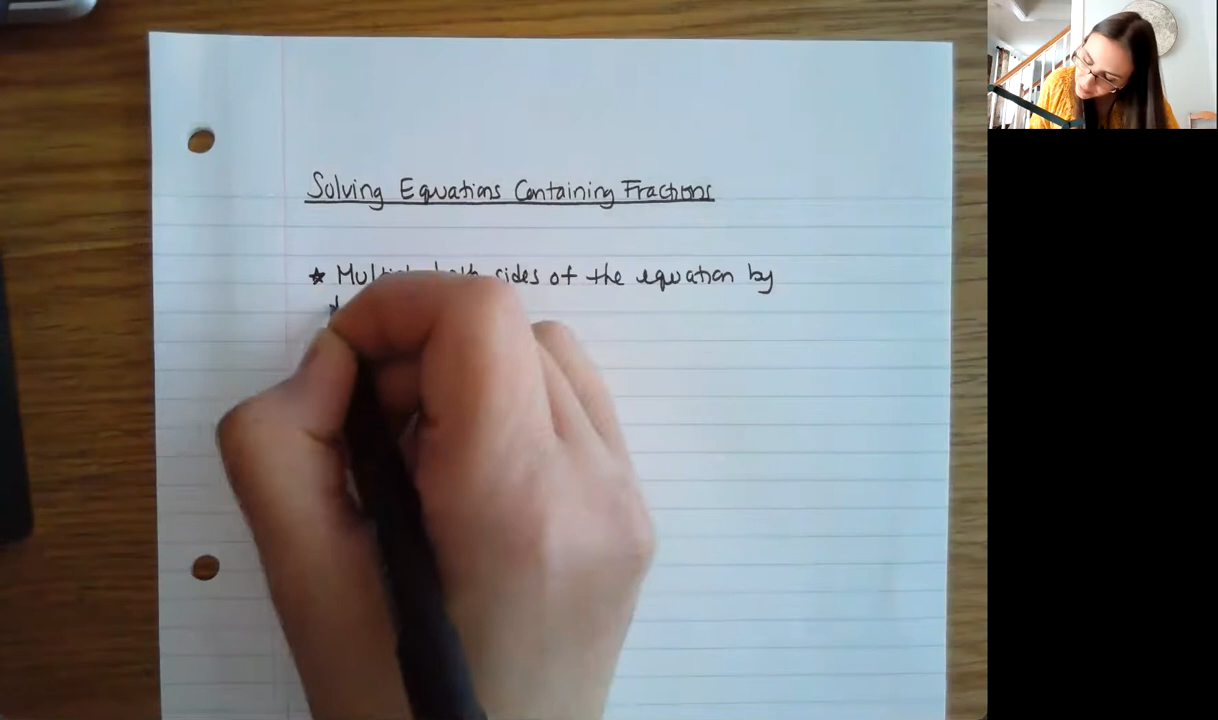 Solving Equations Containing Fractions
★ sides of the equation by